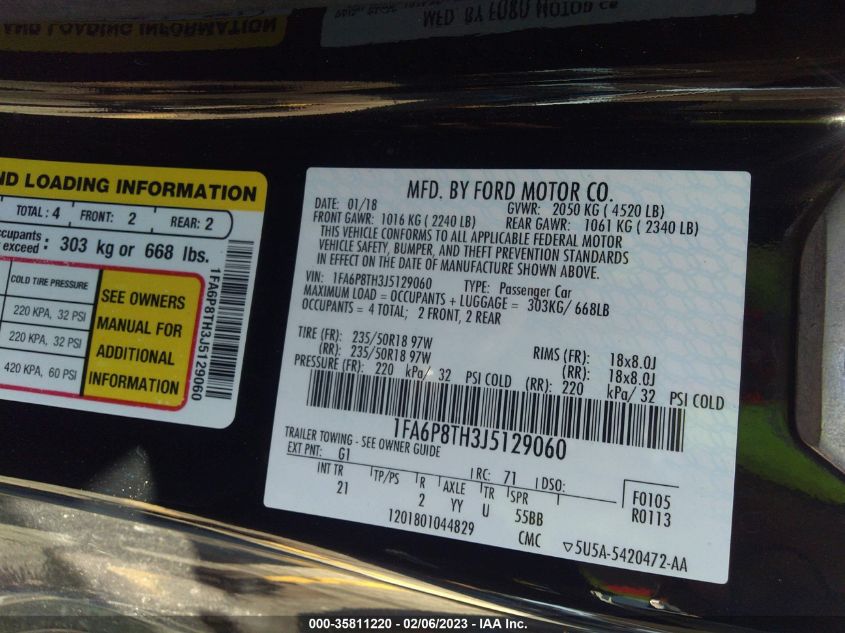 ND LOADING INFORMATION
TOTAL: 4 FRONT: 2 REAR: 2
ccupants
exceed : 303 kg or 668 lbs.
COLD TIRE PRESSURE
220 KPA, 32 PSI
220 KPA, 32 PSI
420 KPA, 60 PSI
SEE OWNERS
MANUAL FOR
ADDITIONAL
INFORMATION
1FA6P8TH3J5129060
MFD. BY FORD MOTOR CO.
DATE: 01/18 GVWR: 2050 KG ( 4520 LB)
FRONT GAWR: 1016 KG ( 2240 LB) REAR GAWR: 1061 KG ( 2340 LB)
THIS VEHICLE CONFORMS TO ALL APPLICABLE FEDERAL MOTOR
VEHICLE SAFETY, BUMPER, AND THEFT PREVENTION STANDARDS
IN EFFECT ON THE DATE OF MANUFACTURE SHOWN ABOVE.
VIN: 1FA6P8TH3J5129060 TYPE: Passenger Car
MAXIMUM LOAD = OCCUPANTS + LUGGAGE = 303KG/ 668LB
OCCUPANTS = 4 TOTAL; 2 FRONT, 2 REAR
TIRE (FR): 235/50R18 97W RIMS (FR): 18x8.0J
(RR): 235/50R18 97W (RR): 18x8.0J
PRESSURE (FR): 220 kPa/ 32 PSI COLD (RR): 220 kPa/ 32 PSI COLD
1FA6P8TH3J5129060
TRAILER TOWING - SEE OWNER GUIDE
EXT PNT: G1 RC: 71 DSO:
INT TR TP/PS R AXLE TR SPR
21 2 YY U 55BB
F0105
R0113
1201801044829 CMC ▽5U5A-5420472-AA
AND LOADING INFORMATION
MFD. BY FORD MOTOR CO
000-35811220 - 02/06/2023 - IAA Inc.